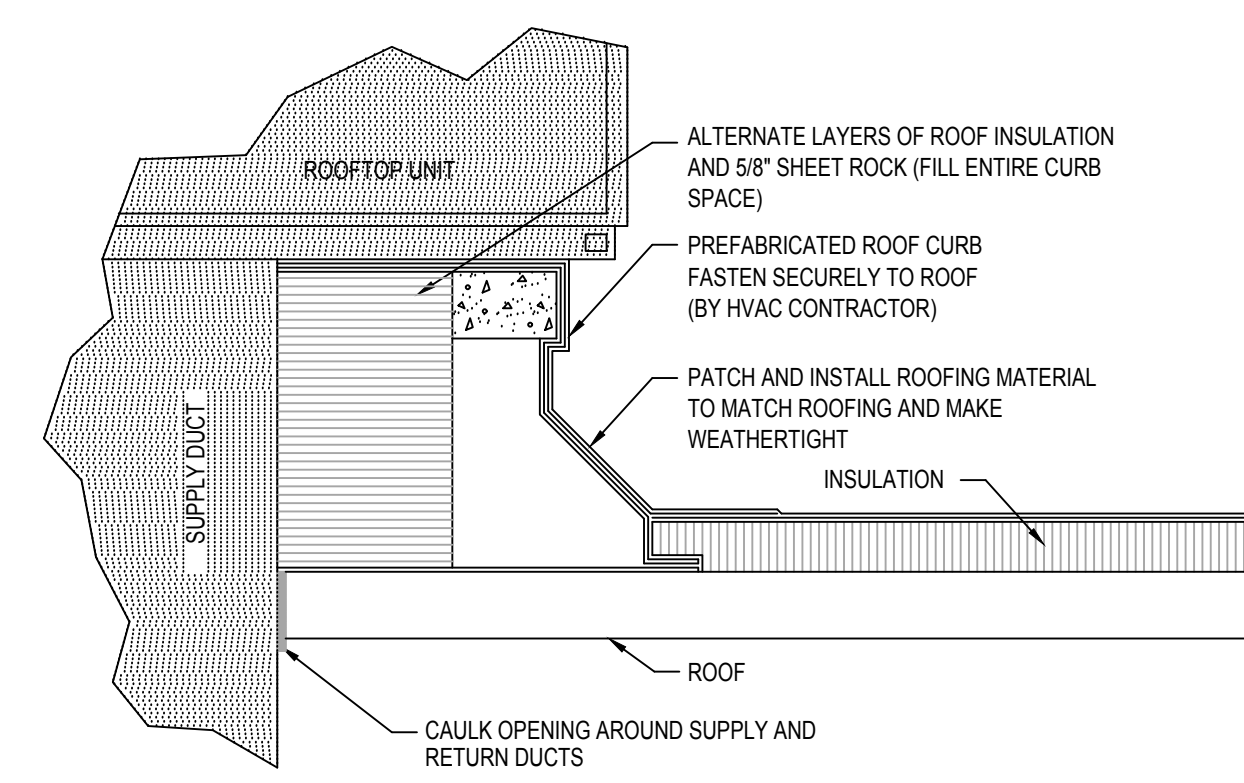 ROOFTOP UNIT
ALTERNATE LAYERS OF ROOF INSULATION
AND 5/8" SHEET ROCK (FILL ENTIRE CURB
SPACE)
PREFABRICATED ROOF CURB
FASTEN SECURELY TO ROOF
(BY HVAC CONTRACTOR)
PATCH AND INSTALL ROOFING MATERIAL
TO MATCH ROOFING AND MAKE
WEATHERTIGHT
INSULATION
SUPPLY DUCT
ROOF
CAULK OPENING AROUND SUPPLY AND
RETURN DUCTS